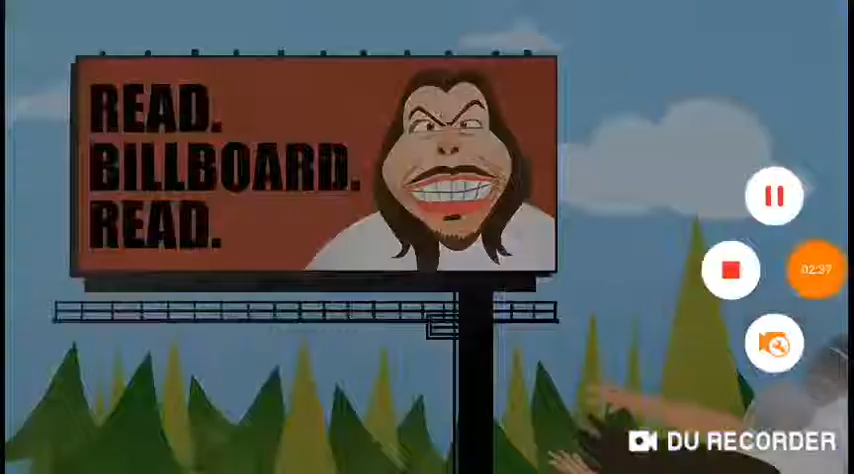 READ.
BILLBOARD.
READ.
02:37
DU RECORDER